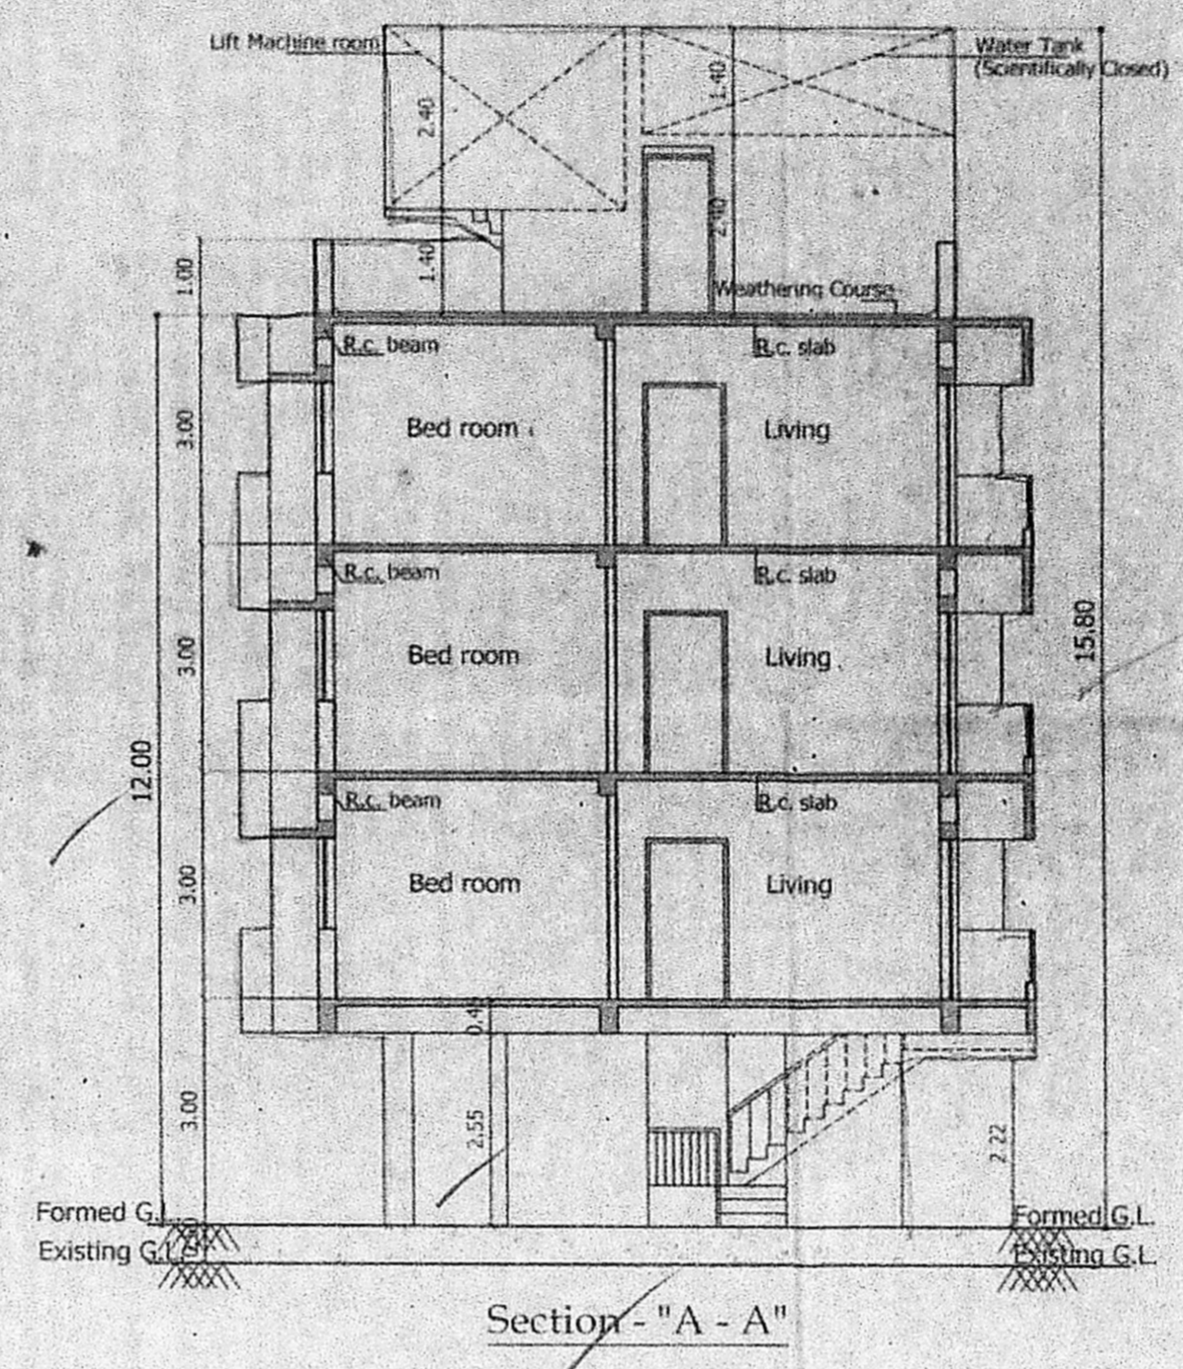 Lift Machine room
Water Tank
(Scientifically Closed)
2.40
1.40
2.40
1.00
1.40
Weathering Course
R.c. beam
R.c. slab
3.00
Bed room
Living
R.c. beam
R.c. slab
15.80
3.00
Bed room
Living
12.00
R.c. beam
R.c. slab
3.00
Bed room
Living
3.00
2.55
2.22
Formed G.L.
Formed G.L.
Existing G.L.
Existing G.L.
Section - "A - A"